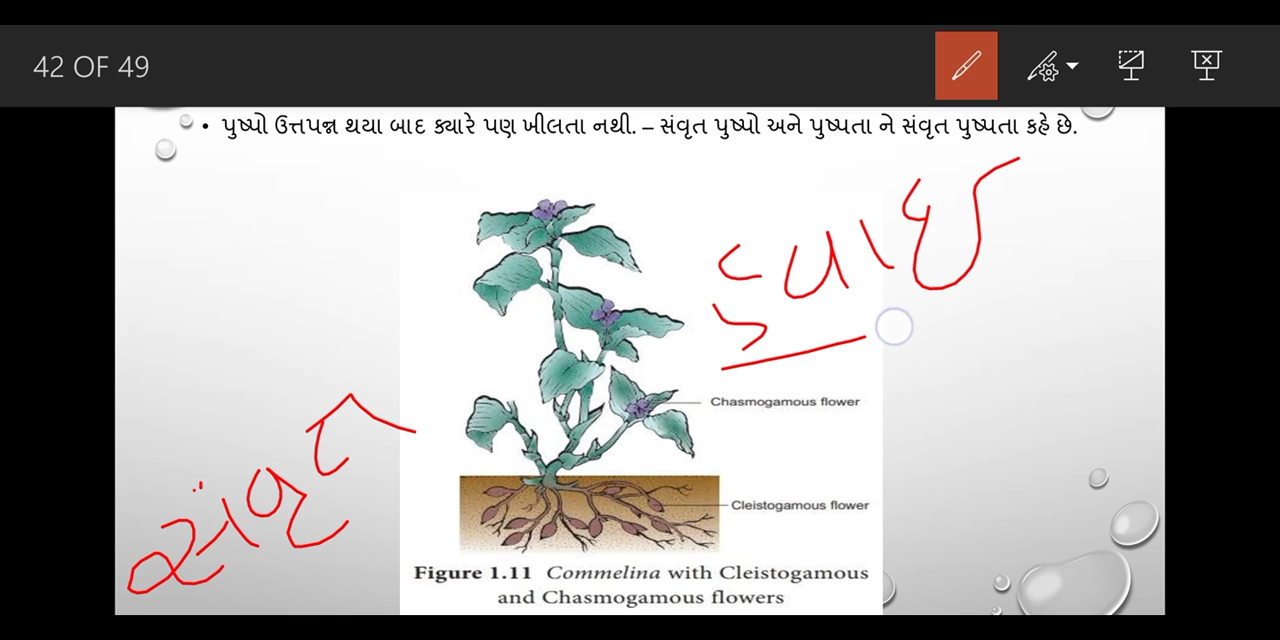 42 OF 49
• પુષ્પો ઉત્તપન્ન થયા બાદ ક્યારે પણ ખીલતા નથી. – સંવૃત પુષ્પો અને પુષ્પતા ને સંવૃત પુષ્પતા કહે છે.
Chasmogamous flower
સંવૃત
Cleistogamous flower
Figure 1.11 Commelina with Cleistogamous
and Chasmogamous flowers